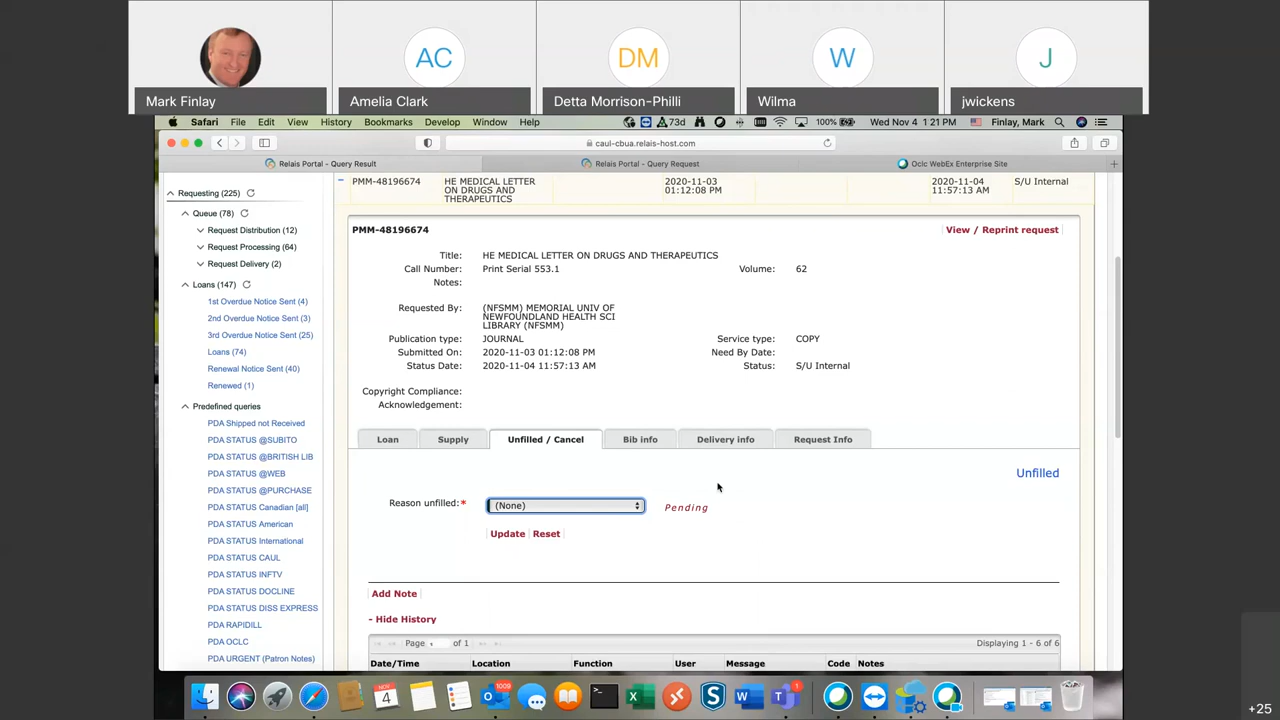 AC
DM
W
J
Mark Finlay
Amelia Clark
Detta Morrison-Philli
Wilma
jwickens
Safari File Edit View History Bookmarks Develop Window Help
73d 100% Wed Nov 4 1:21 PM Finlay, Mark
caul-cbua.relais-host.com
Relais Portal - Query Result
Relais Portal - Query Request
Oclc WebEx Enterprise Site
Requesting (225)
Queue (78)
Request Distribution (12)
Request Processing (64)
Request Delivery (2)
Loans (147)
1st Overdue Notice Sent (4)
2nd Overdue Notice Sent (3)
3rd Overdue Notice Sent (25)
Loans (74)
Renewal Notice Sent (40)
Renewed (1)
Predefined queries
PDA Shipped not Received
PDA STATUS @SUBITO
PDA STATUS @BRITISH LIB
PDA STATUS @WEB
PDA STATUS @PURCHASE
PDA STATUS Canadian [all]
PDA STATUS American
PDA STATUS International
PDA STATUS CAUL
PDA STATUS INFTV
PDA STATUS DOCLINE
PDA STATUS DISS EXPRESS
PDA RAPIDILL
PDA OCLC
PDA URGENT (Patron Notes)
PMM-48196674
HE MEDICAL LETTER
ON DRUGS AND
THERAPEUTICS
2020-11-03
01:12:08 PM
2020-11-04
11:57:13 AM
S/U Internal
PMM-48196674
View / Reprint request
Title: HE MEDICAL LETTER ON DRUGS AND THERAPEUTICS
Call Number: Print Serial 553.1 Volume: 62
Notes:
Requested By: (NFSMM) MEMORIAL UNIV OF
NEWFOUNDLAND HEALTH SCI
LIBRARY (NFSMM)
Publication type: JOURNAL Service type: COPY
Submitted On: 2020-11-03 01:12:08 PM Need By Date:
Status Date: 2020-11-04 11:57:13 AM Status: S/U Internal
Copyright Compliance:
Acknowledgement:
Loan Supply Unfilled / Cancel Bib info Delivery info Request Info
Unfilled
Reason unfilled:* (None) Pending
Update Reset
Add Note
- Hide History
Page of 1 Displaying 1 - 6 of 6
Date/Time Location Function User Message Code Notes
NOV
4
1009
S
W
1
+25